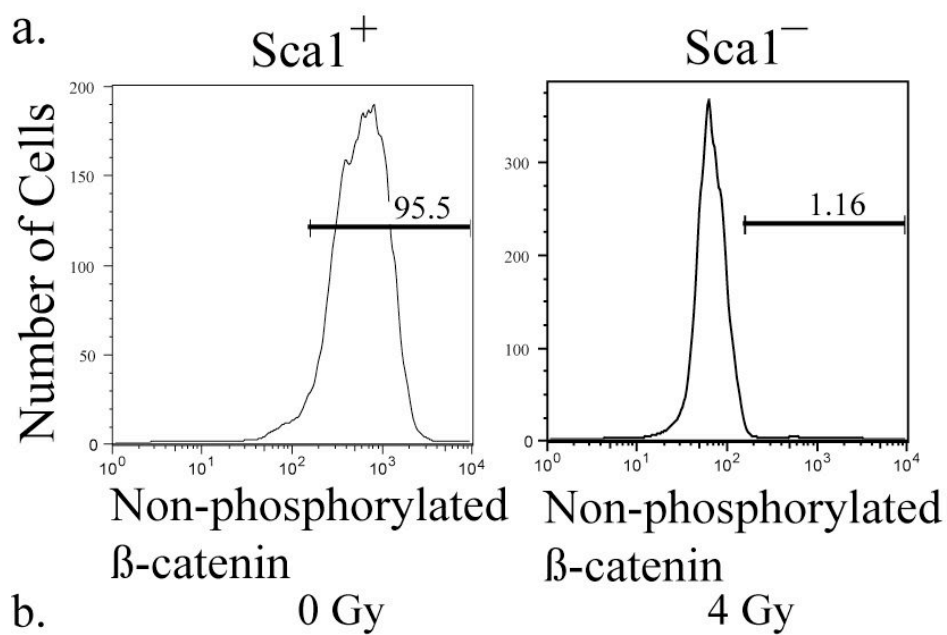 a.
Sca1+
Sca1−
Number of Cells
200
150
100
50
0
95.5
10^0 10^1 10^2 10^3 10^4
Non-phosphorylated
ß-catenin
300
200
100
0
1.16
10^0 10^1 10^2 10^3 10^4
Non-phosphorylated
ß-catenin
b.
0 Gy
4 Gy